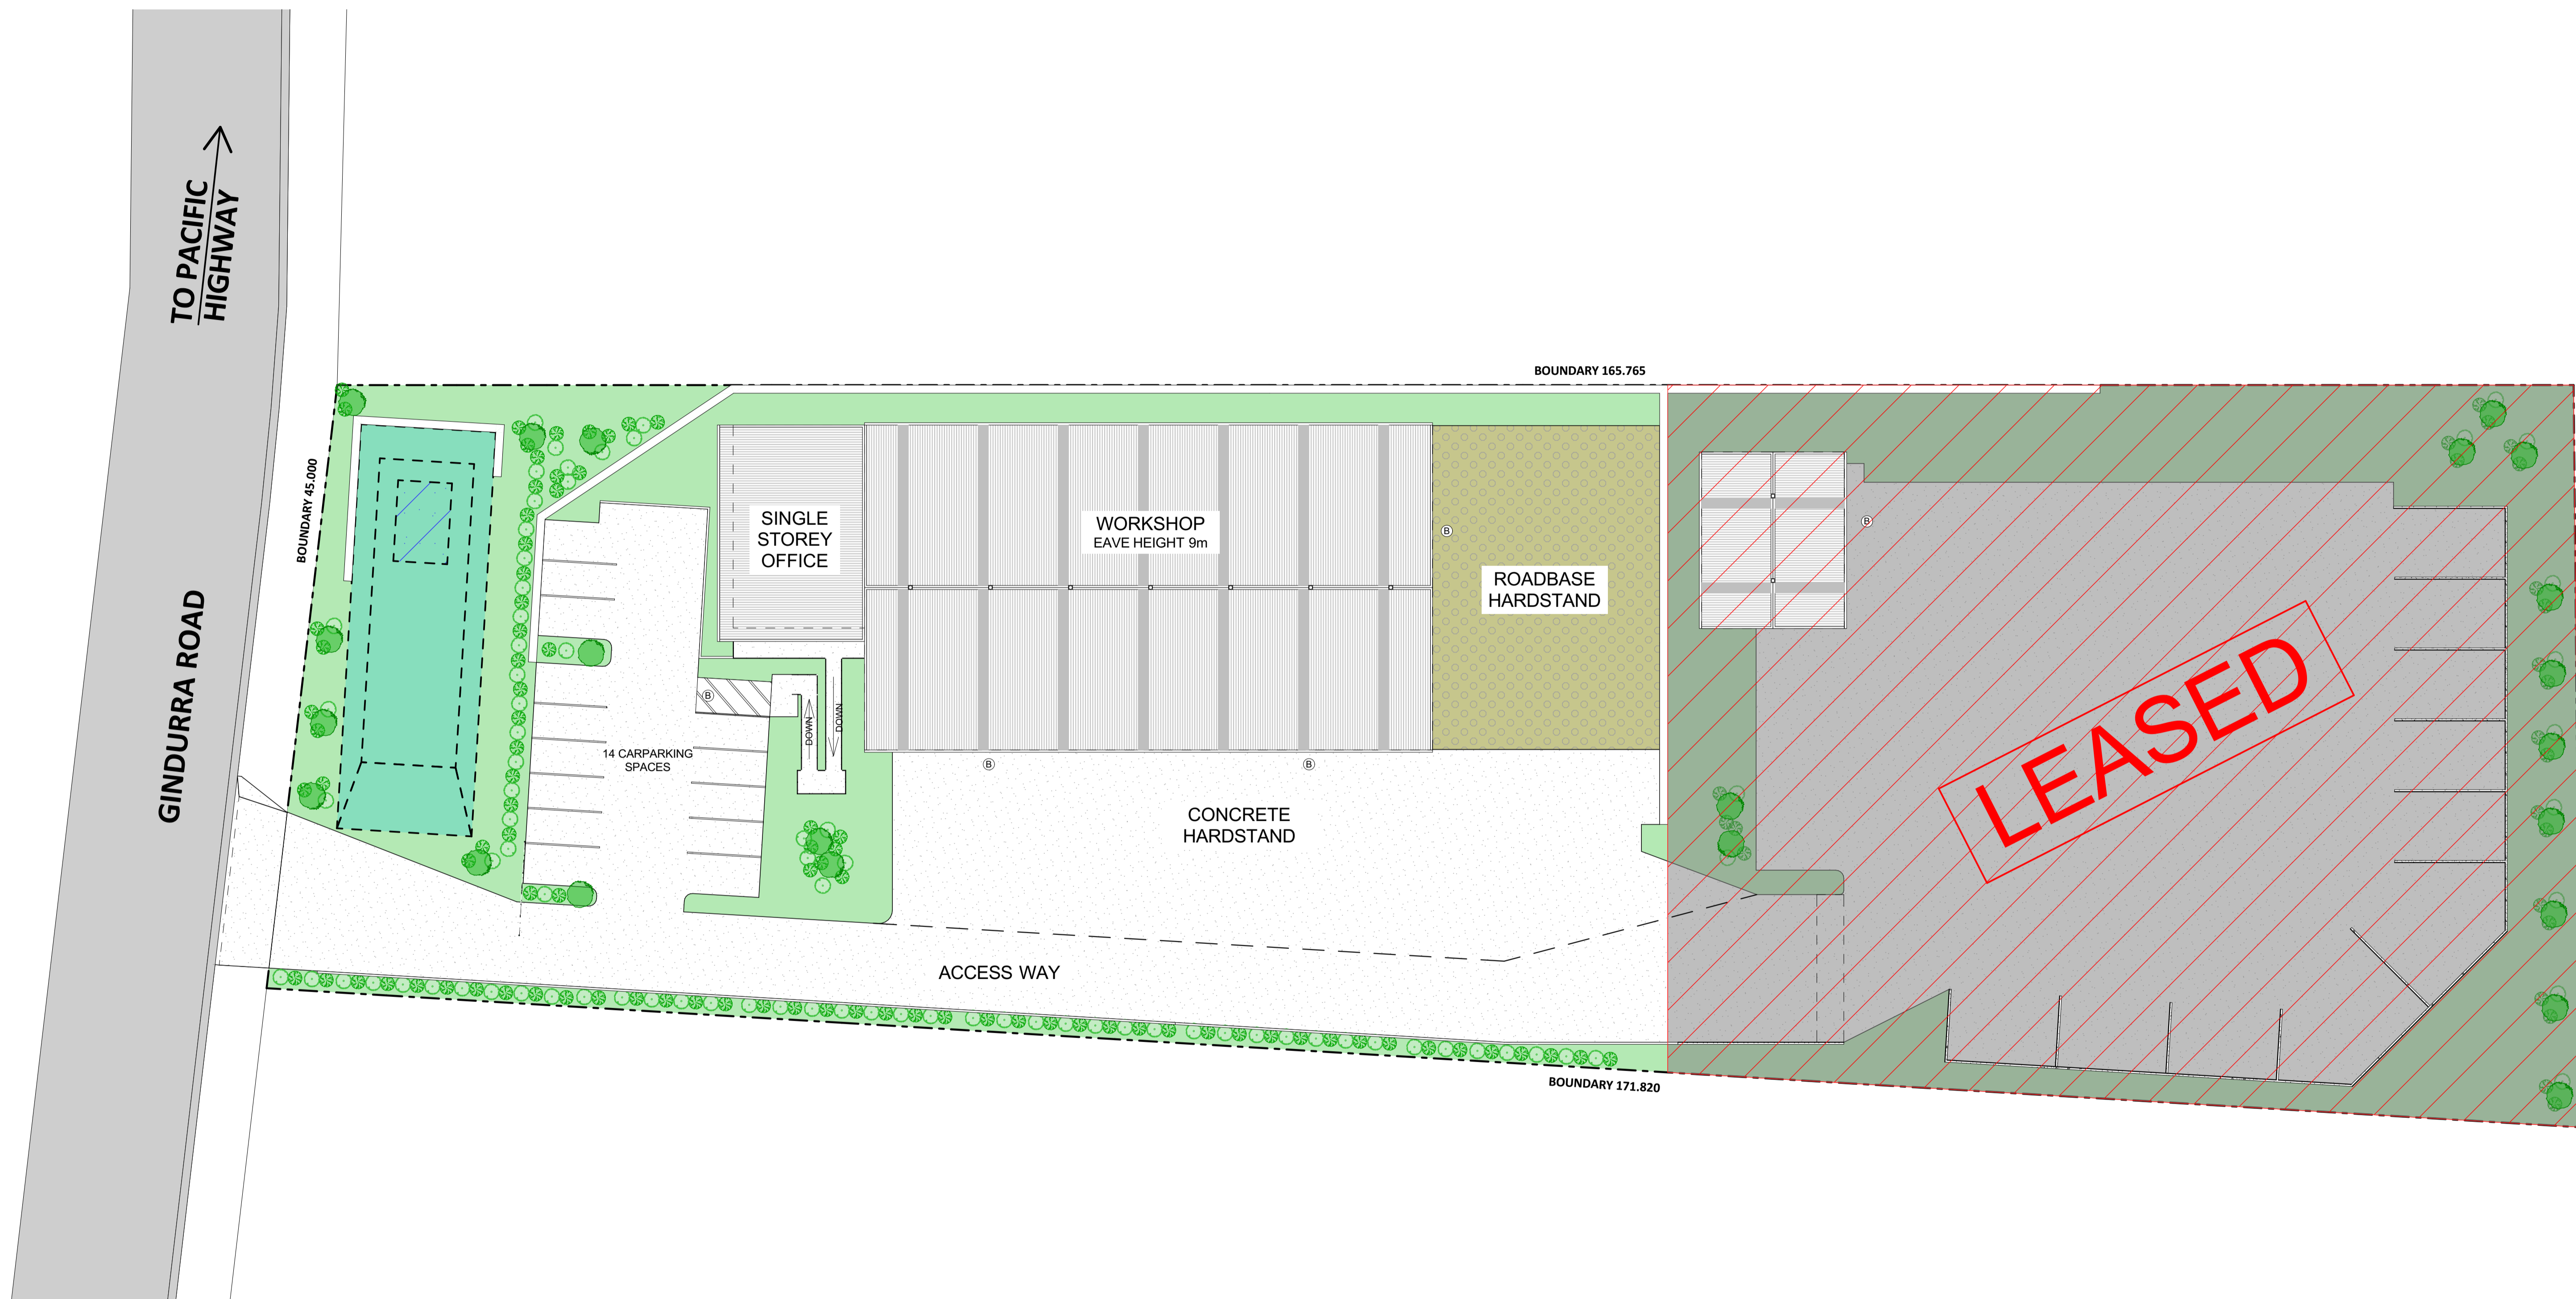 TO PACIFIC
HIGHWAY
GINDURRA ROAD
BOUNDARY 45.000
BOUNDARY 165.765
SINGLE
STOREY
OFFICE
WORKSHOP
EAVE HEIGHT 9m
B
ROADBASE
HARDSTAND
B
B
DOWN
DOWN
14 CARPARKING
SPACES
B
B
CONCRETE
HARDSTAND
LEASED
ACCESS WAY
BOUNDARY 171.820